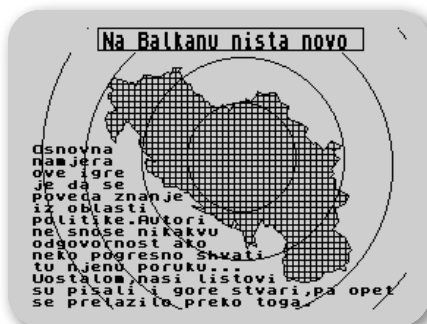 Na Balkanu nista novo
Osnovna
namjera
ove igre
je da se
poveca znanje
iz oblasti
politike.Autori
ne snose nikakvu
odgovornost ako
neko pogresno shvati
tu njenu poruku...
Uostalom,nasi listovi
su pisali i gore stvari,pa opet
se prelazilo preko toga.